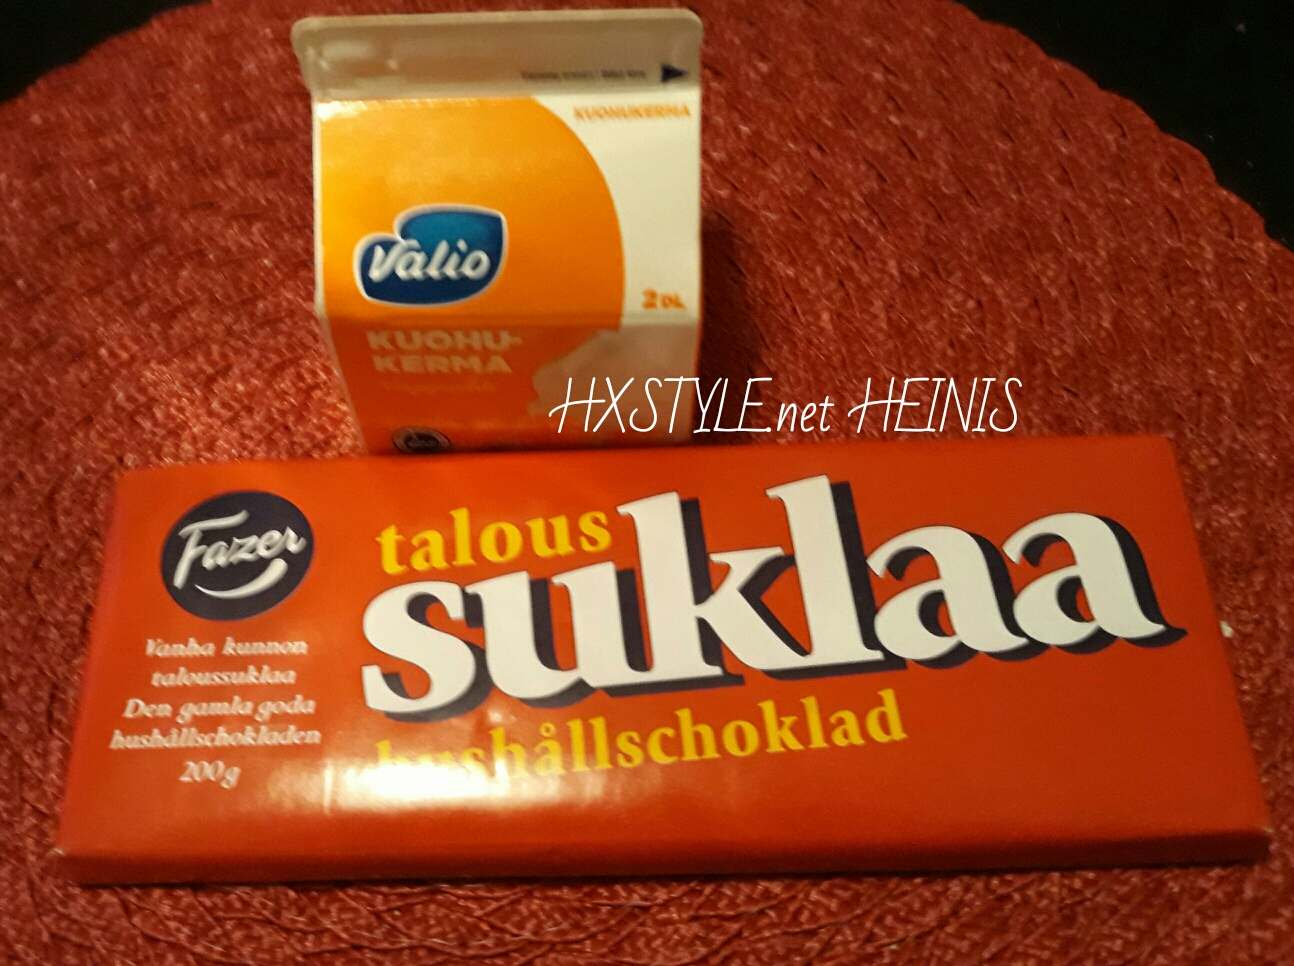 KUOHUKERMA
Valio
2 DL
KUOHU-
KERMA
HXSTYLE.net HEINIS
Fazer
talous
suklaa
hushållschoklad
Vanha kunnon
taloussuklaa
Den gamla goda
hushållschokladen
200g